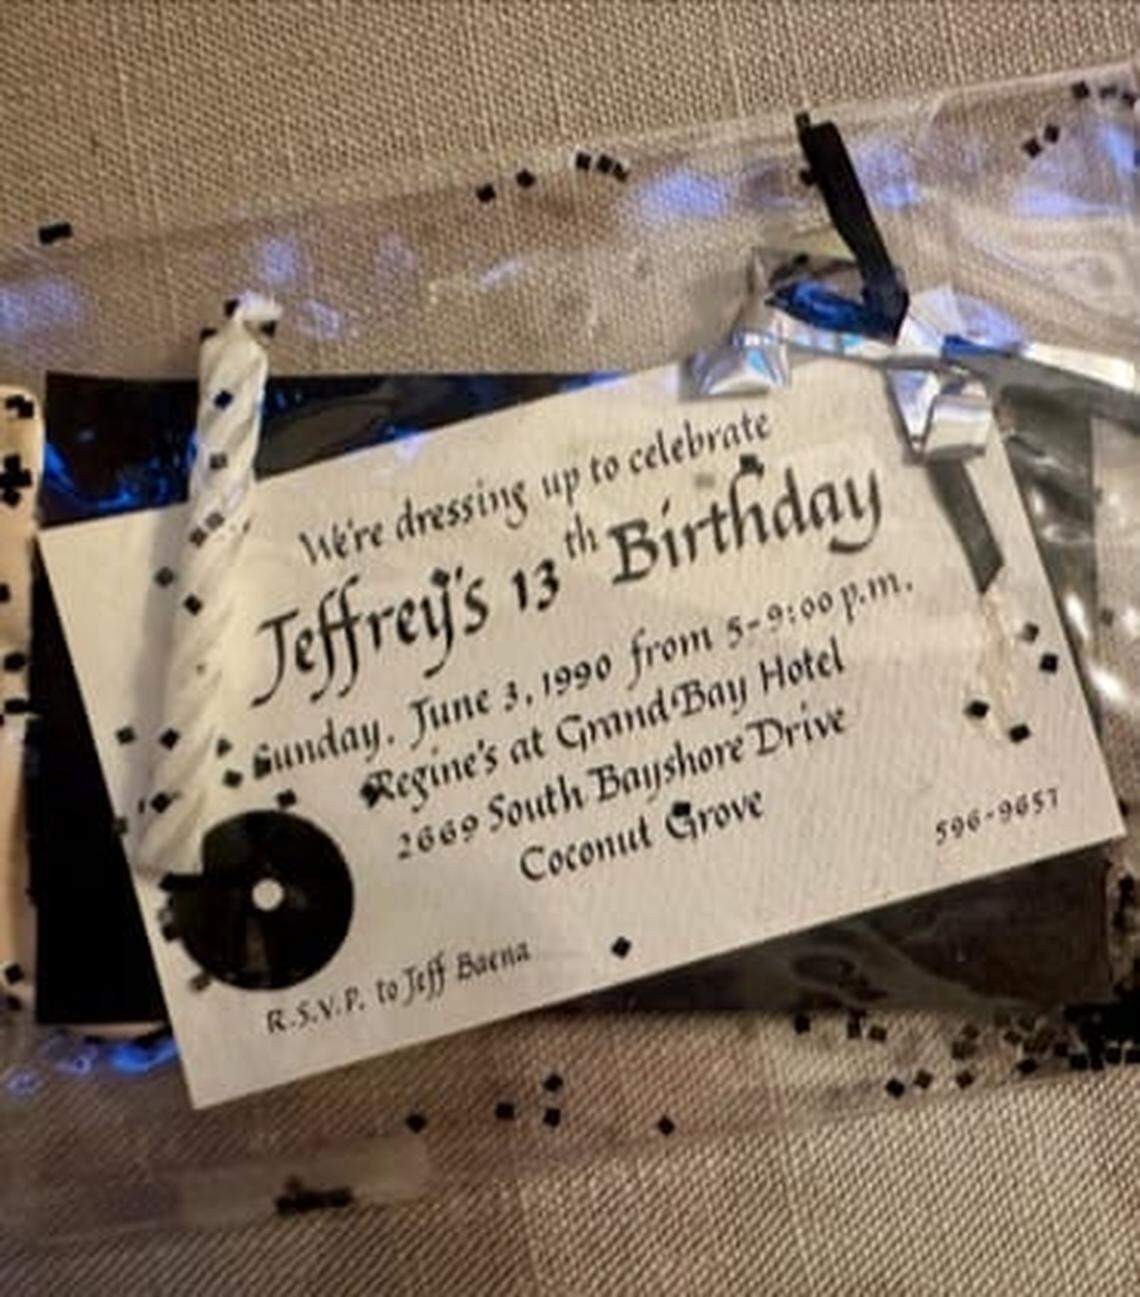 We're dressing up to celebrate
Jeffrey's 13th Birthday
Sunday, June 3, 1990 from 5-9:00 p.m.
Regine's at Grand Bay Hotel
2669 South Bayshore Drive
Coconut Grove
R.S.V.P. to Jeff Baena
596-9657